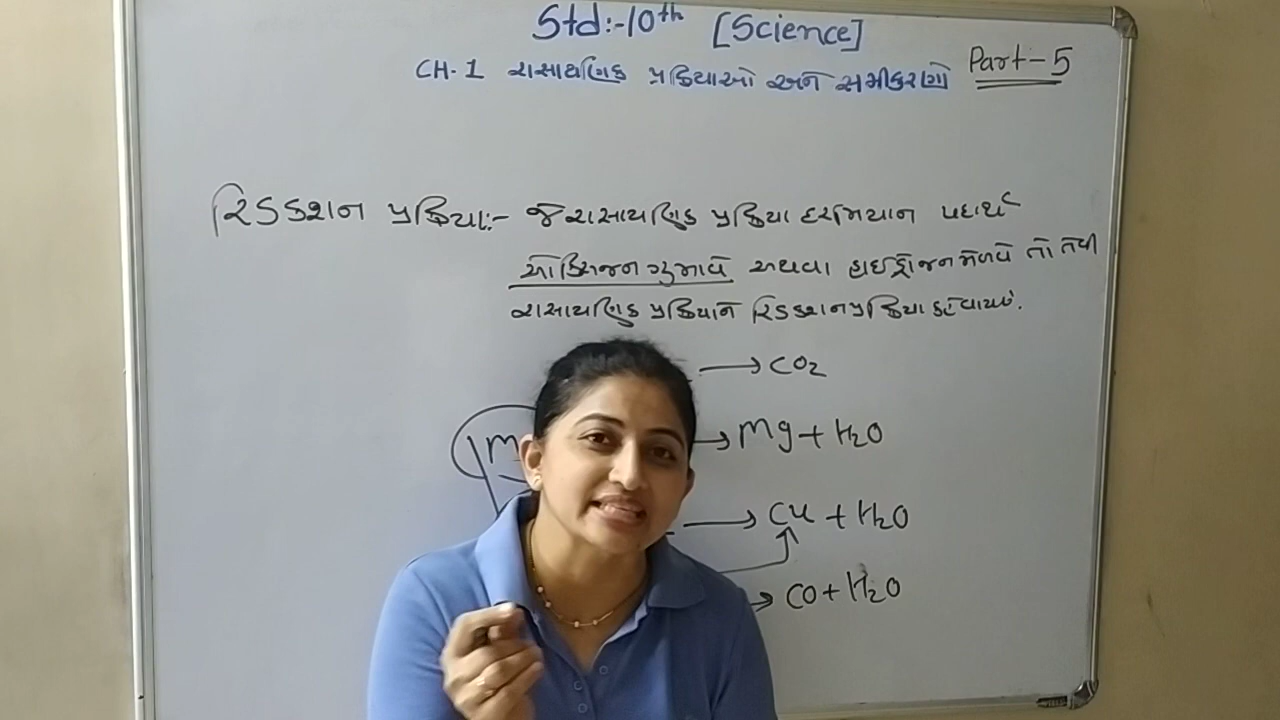 Std:-10th [Science]
CH-1 રાસાયણિક પ્રક્રિયાઓ અને સમીકરણો Part-5
રિડક્શન પ્રક્રિયા:- જે રાસાયણિક પ્રક્રિયા દરમિયાન પદાર્થ
ઓક્સિજન ગુમાવે અથવા હાઇડ્રોજન મેળવે તો તેવી
રાસાયણિક પ્રક્રિયાને રિડક્શન પ્રક્રિયા કહેવાય છે.
→ CO2
→ Mg + H2O
→ Cu + H2O
→ CO + H2O